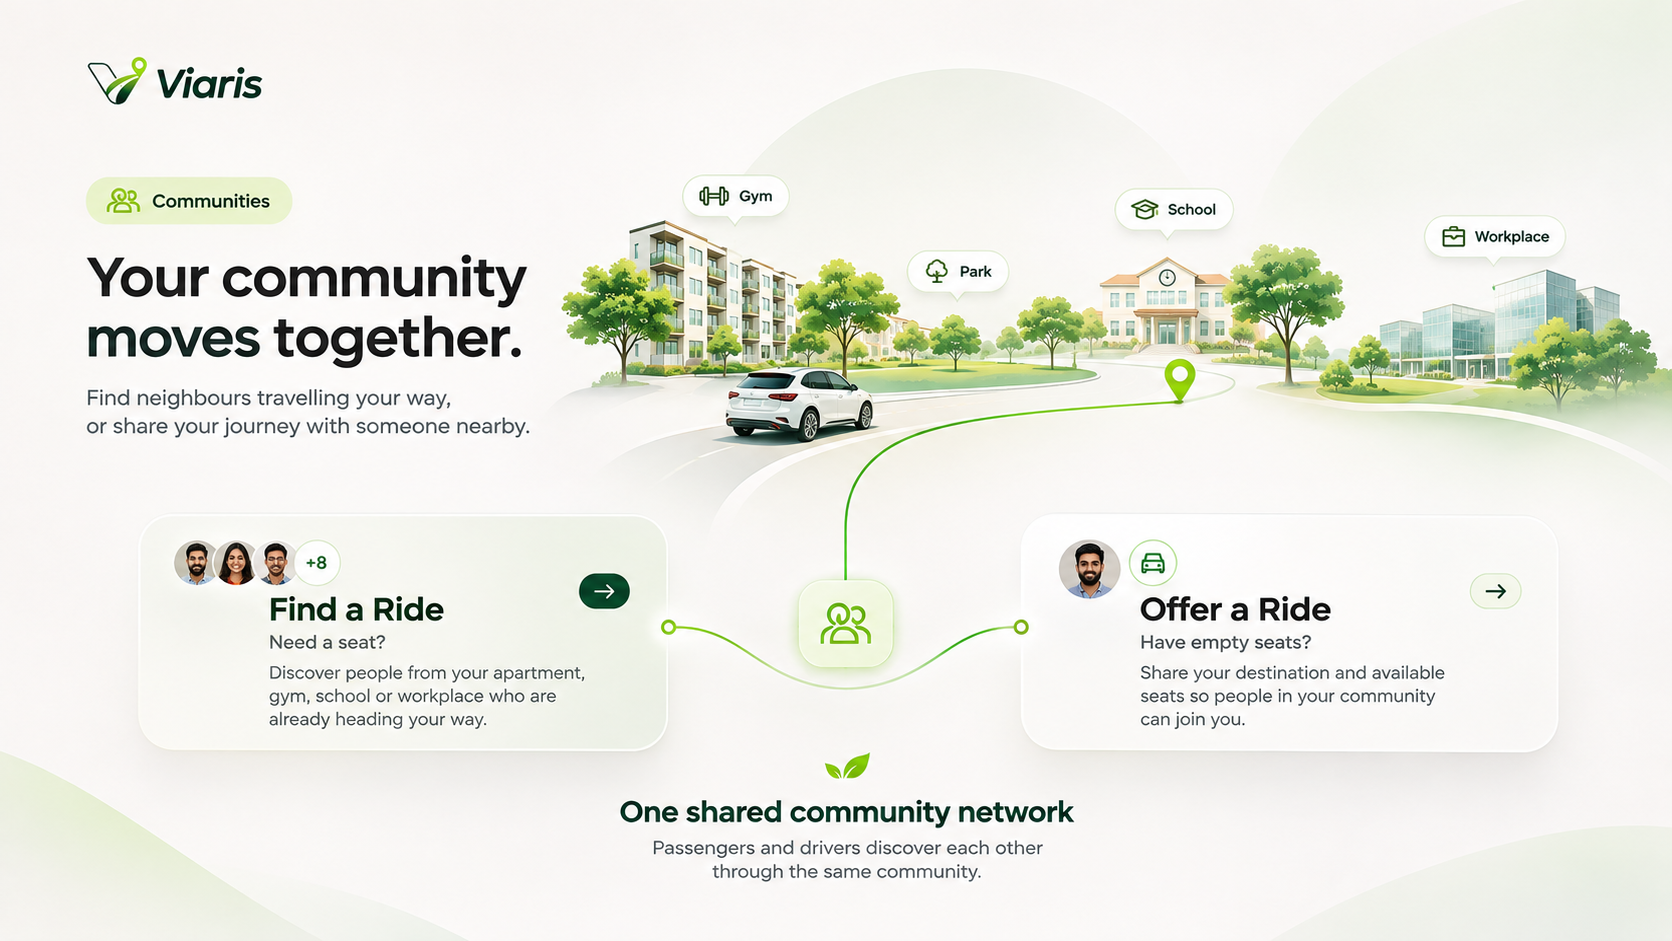 Viaris
Communities
Your community
moves together.
Find neighbours travelling your way,
or share your journey with someone nearby.
Gym
Park
School
Workplace
+8
Find a Ride
Need a seat?
Discover people from your apartment,
gym, school or workplace who are
already heading your way.
Offer a Ride
Have empty seats?
Share your destination and available
seats so people in your community
can join you.
One shared community network
Passengers and drivers discover each other
through the same community.